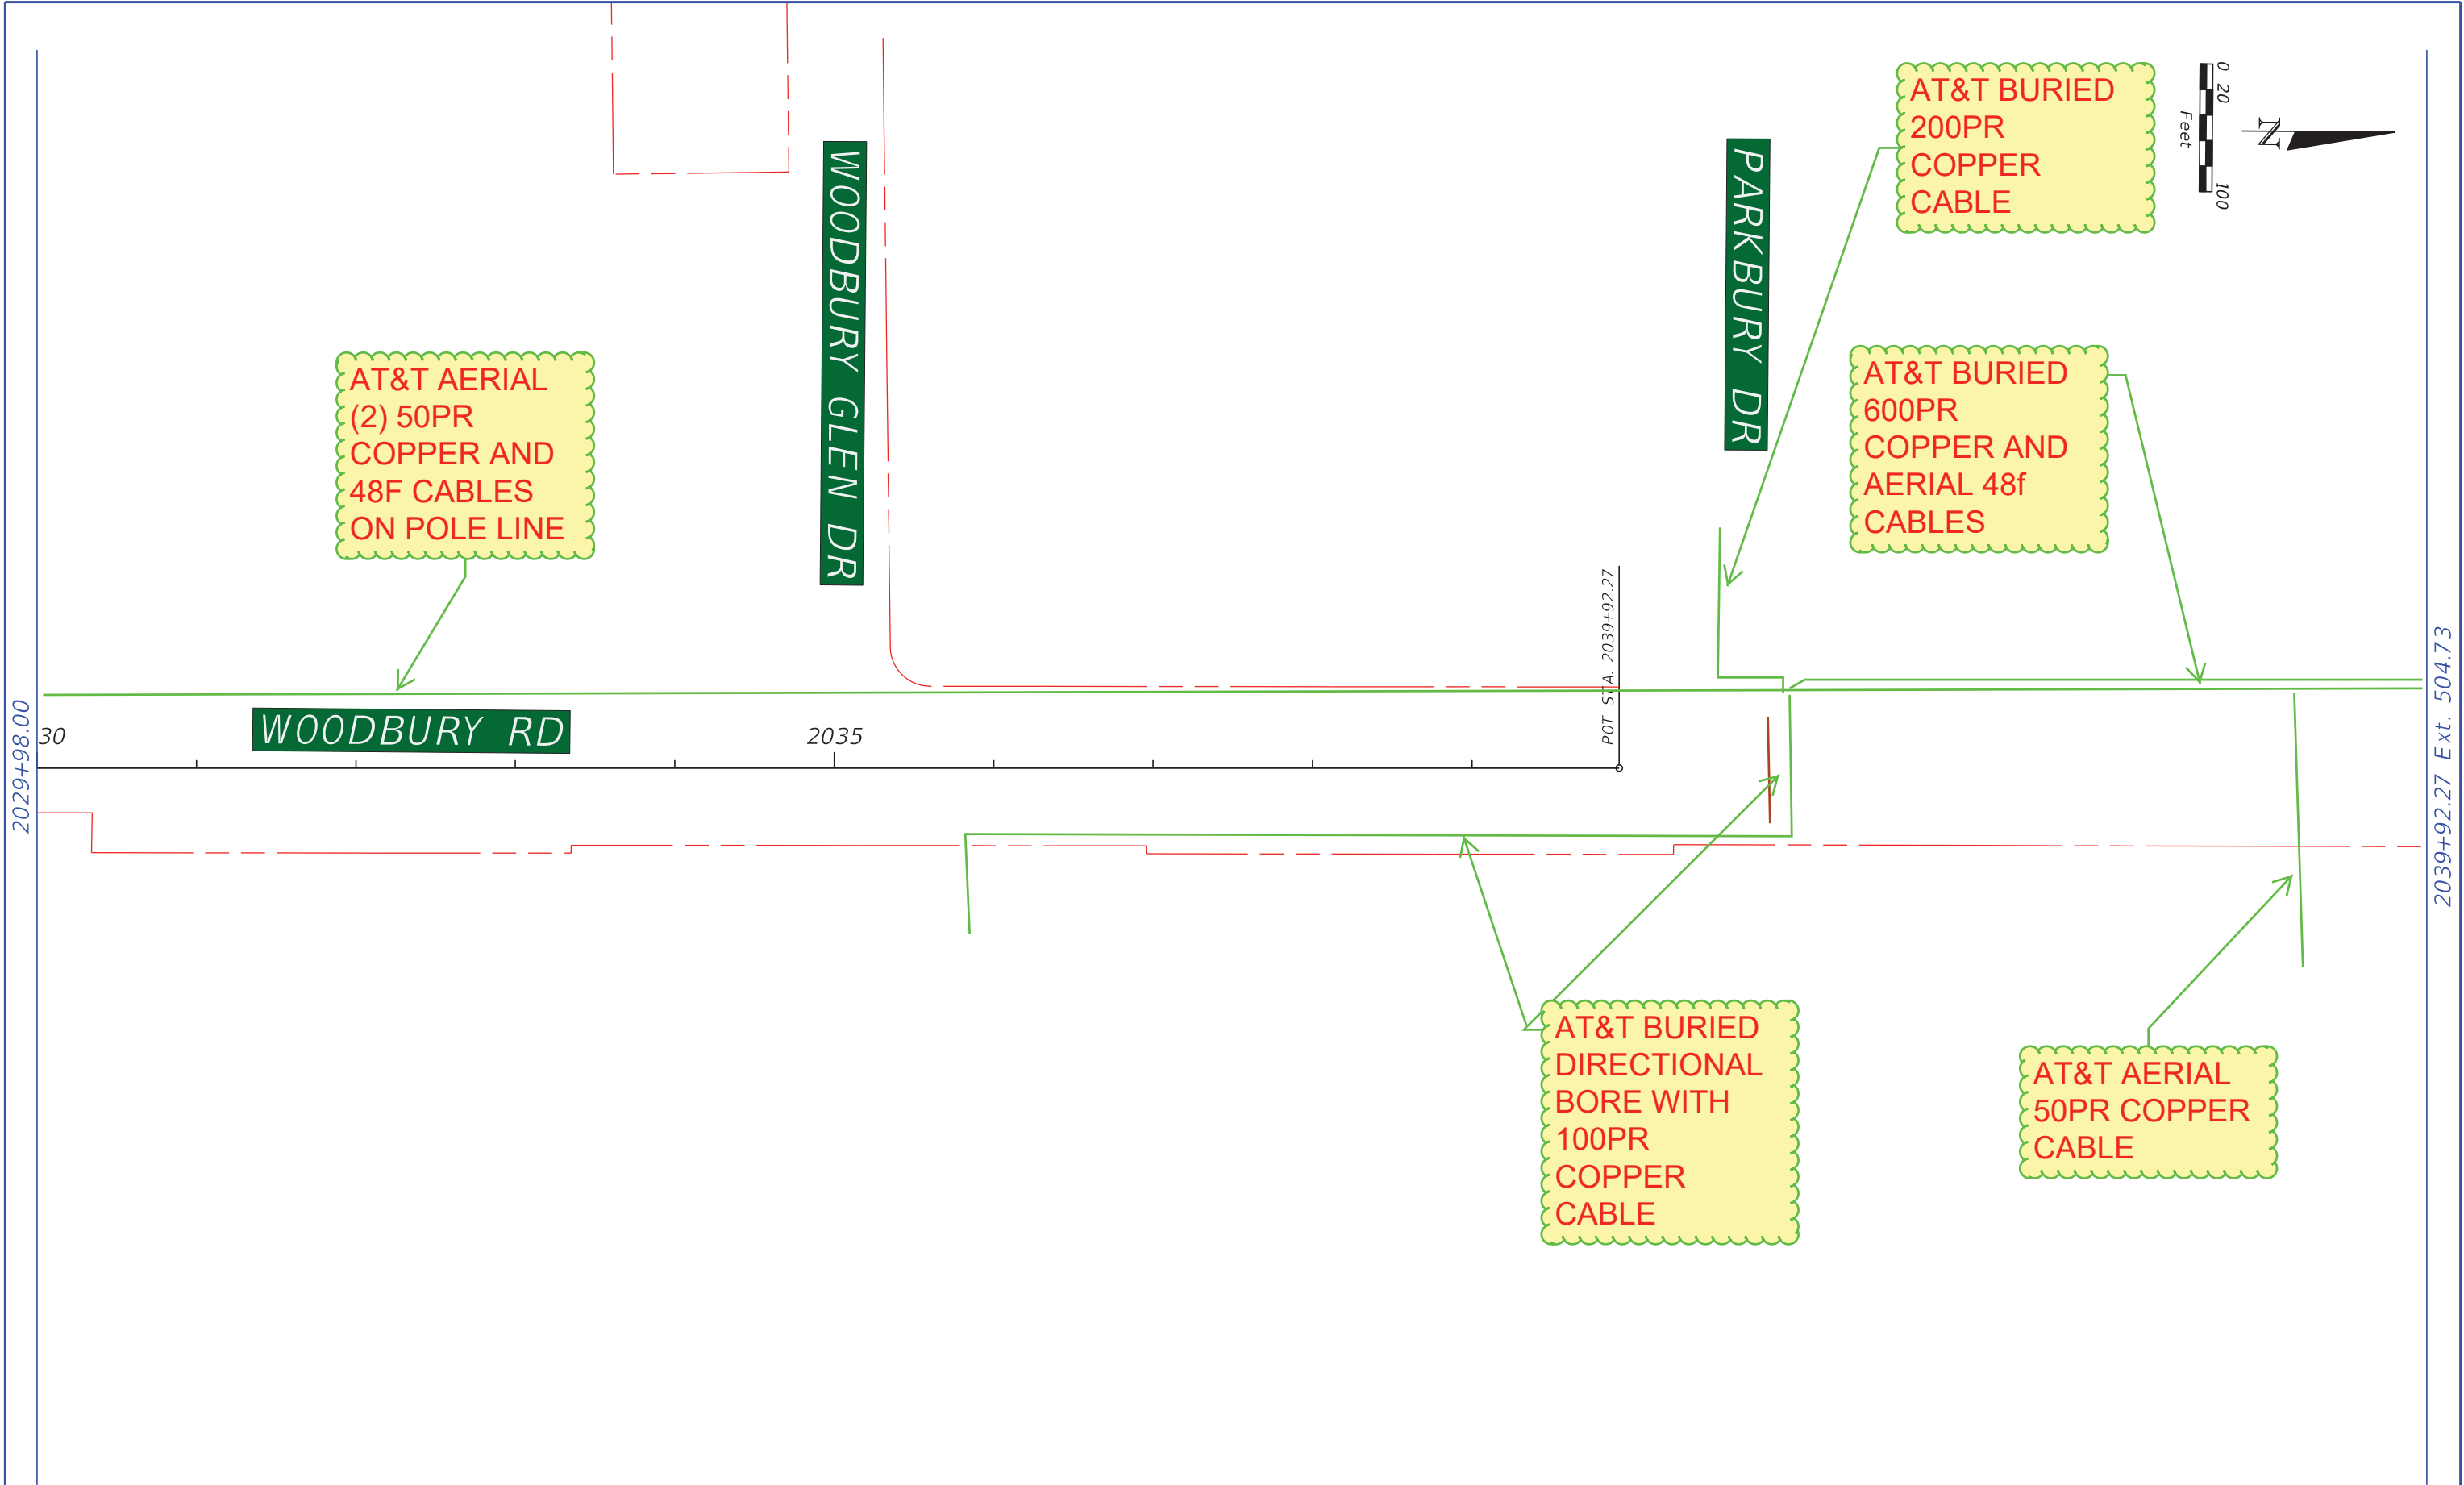 AT&T BURIED
200PR
COPPER
CABLE
0 20 100
Feet
N
WOODBURY GLEN DR
PARKBURY DR
AT&T AERIAL
(2) 50PR
COPPER AND
48F CABLES
ON POLE LINE
AT&T BURIED
600PR
COPPER AND
AERIAL 48f
CABLES
POT STA. 2039+92.27
2029+98.00
30
WOODBURY RD
2035
2039+92.27 Ext. 504.73
AT&T BURIED
DIRECTIONAL
BORE WITH
100PR
COPPER
CABLE
AT&T AERIAL
50PR COPPER
CABLE